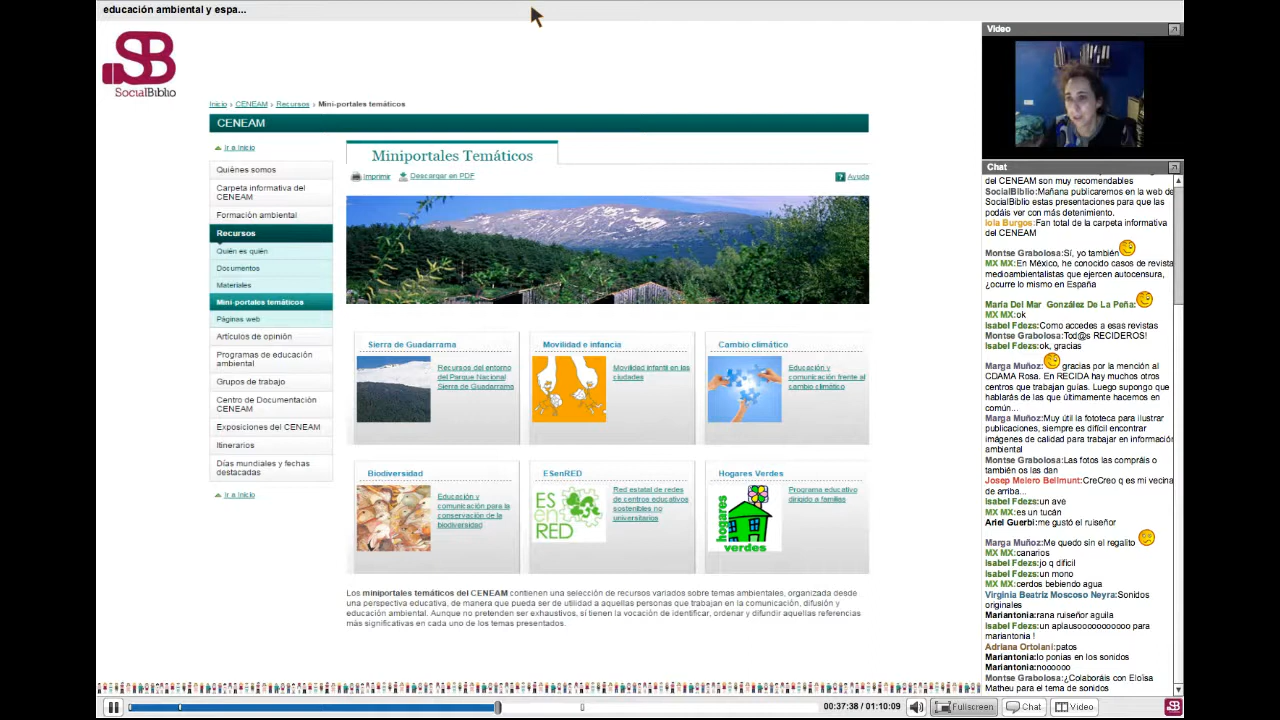 educación ambiental y espa...
SB
SOCIALBIBLIO
Inicio › CENEAM › Recursos › Mini-portales temáticos
CENEAM
Ir a Inicio
Quiénes somos
Carpeta informativa del
CENEAM
Formación ambiental
Recursos
Quién es quién
Documentos
Materiales
Mini-portales temáticos
Páginas web
Artículos de opinión
Programas de educación
ambiental
Grupos de trabajo
Centro de Documentación
CENEAM
Exposiciones del CENEAM
Itinerarios
Días mundiales y fechas
destacadas
Ir a Inicio
Miniportales Temáticos
Imprimir Descargar en PDF
Ayuda
Sierra de Guadarrama
Recursos del entorno
del Parque Nacional
Sierra de Guadarrama
Movilidad e infancia
Movilidad infantil en las
ciudades
Cambio climático
Educación y
comunicación frente al
cambio climático
Biodiversidad
Educación y
comunicación para la
conservación de la
biodiversidad
ESenRED
ES
en
RED
Red estatal de redes
de centros educativos
sostenibles no
universitarios
Hogares Verdes
hogares
verdes
Programa educativo
dirigido a familias
Los miniportales temáticos del CENEAM contienen una selección de recursos variados sobre temas ambientales, organizada desde
una perspectiva educativa, de manera que pueda ser de utilidad a aquellas personas que trabajan en la comunicación, difusión y
educación ambiental. Aunque no pretenden ser exhaustivos, sí tienen la vocación de identificar, ordenar y difundir aquellas referencias
más significativas en cada uno de los temas presentados.
Video
Chat
del CENEAM son muy recomendables
SocialBiblio:Mañana publicaremos en la web de
SocialBiblio estas presentaciones para que las
podáis ver con más detenimiento.
lola Burgos:Fan total de la carpeta informativa
del CENEAM
Montse Grabolosa:Sí, yo también
MX MX:En México, he conocido casos de revista
medioambientalistas que ejercen autocensura,
¿ocurre lo mismo en España
María Del Mar González De La Peña:
MX MX:ok
Isabel Fdezs:Como accedes a esas revistas
Montse Grabolosa:Tod@s RECIDEROS!
Isabel Fdezs:ok, gracias
Marga Muñoz: gracias por la mención al
CDAMA Rosa. En RECIDA hay muchos otros
centros que trabajan guías. Luego supongo que
hablarás de las que últimamente hacemos en
común...
Marga Muñoz:Muy útil la fototeca para ilustrar
publicaciones, siempre es difícil encontrar
imágenes de calidad para trabajar en información
ambiental
Montse Grabolosa:Las fotos las compráis o
también os las dan
Josep Melero Bellmunt:CreCreo q es mi vecina
de arriba...
Isabel Fdezs:un ave
MX MX:es un tucán
Ariel Guerbi:me gustó el ruiseñor
Marga Muñoz:Me quedo sin el regalito
MX MX:canarios
Isabel Fdezs:jo q dificil
Isabel Fdezs:un mono
MX MX:cerdos bebiendo agua
Virginia Beatriz Moscoso Neyra:Sonidos
originales
Mariantonia:rana ruiseñor aguila
Isabel Fdezs:un aplausoooooooooo para
mariantonia !
Adriana Ortolani:patos
Mariantonia:lo ponias en los sonidos
Mariantonia:nooooooo
Montse Grabolosa:¿Colaboráis con Eloïsa
Matheu para el tema de sonidos
00:37:38 / 01:10:09
Fullscreen
Chat
Video
SB